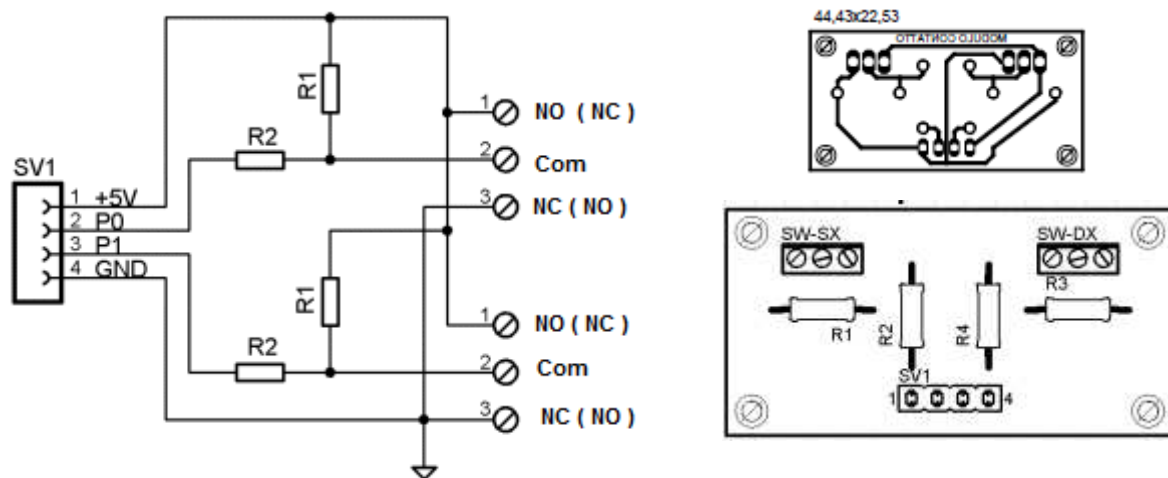 SV1
1 +5V
2 P0
3 P1
4 GND
R2
R1
1 NO ( NC )
2 Com
3 NC ( NO )
R2
R1
1 NO ( NC )
2 Com
3 NC ( NO )
44,43x22,53
MODULO CONTATTO
SW-SX
SW-DX
R1
R2
R4
R3
SV1
1
4